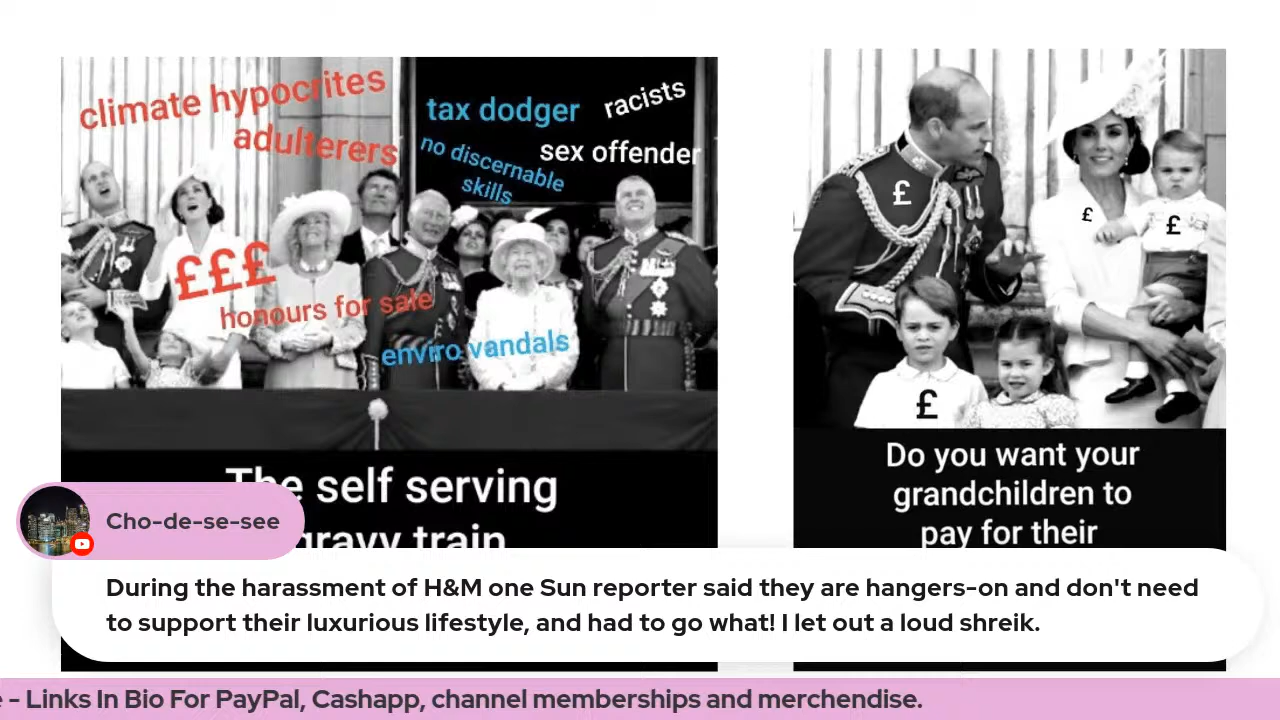 climate hypocrites
adulterers
tax dodger
racists
no discernable
skills
sex offender
£££
honours for sale
enviro vandals
The self serving
gravy train
£
£
£
£
Do you want your
grandchildren to
pay for their
Cho-de-se-see
During the harassment of H&M one Sun reporter said they are hangers-on and don't need
to support their luxurious lifestyle, and had to go what! I let out a loud shreik.
- Links In Bio For PayPal, Cashapp, channel memberships and merchendise.